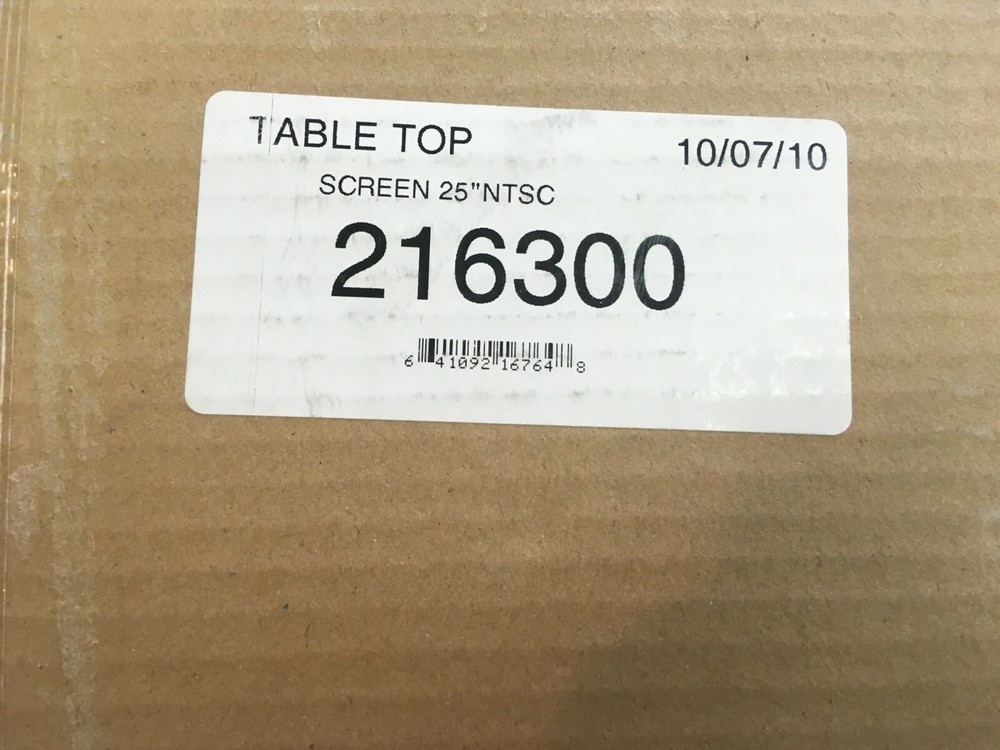 TABLE TOP 10/07/10
SCREEN 25"NTSC
216300
6 41092 16764 8